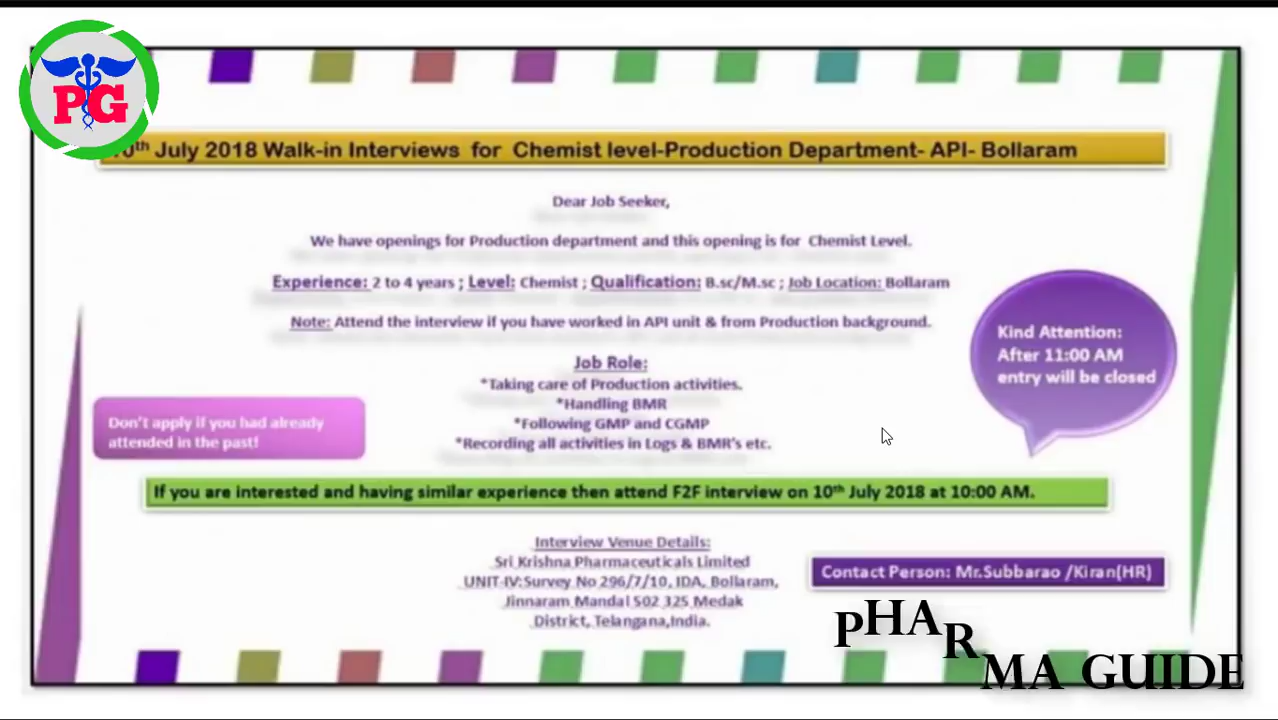 PG
10th July 2018 Walk-in Interviews for Chemist level-Production Department- API- Bollaram
Dear Job Seeker,
We have openings for Production department and this opening is for Chemist Level.
Experience: 2 to 4 years ; Level: Chemist ; Qualification: B.sc/M.sc ; Job Location: Bollaram
Note: Attend the interview if you have worked in API unit & from Production background.
Kind Attention:
After 11:00 AM
entry will be closed
Job Role:
*Taking care of Production activities.
*Handling BMR
*Following GMP and CGMP
*Recording all activities in Logs & BMR's etc.
Don't apply if you had already
attended in the past!
If you are interested and having similar experience then attend F2F interview on 10th July 2018 at 10:00 AM.
Interview Venue Details:
Sri Krishna Pharmaceuticals Limited
UNIT-IV:Survey No 296/7/10, IDA, Bollaram,
Jinnaram Mandal 502 325 Medak
District, Telangana,India.
Contact Person: Mr.Subbarao /Kiran(HR)
PHARMA GUIDE